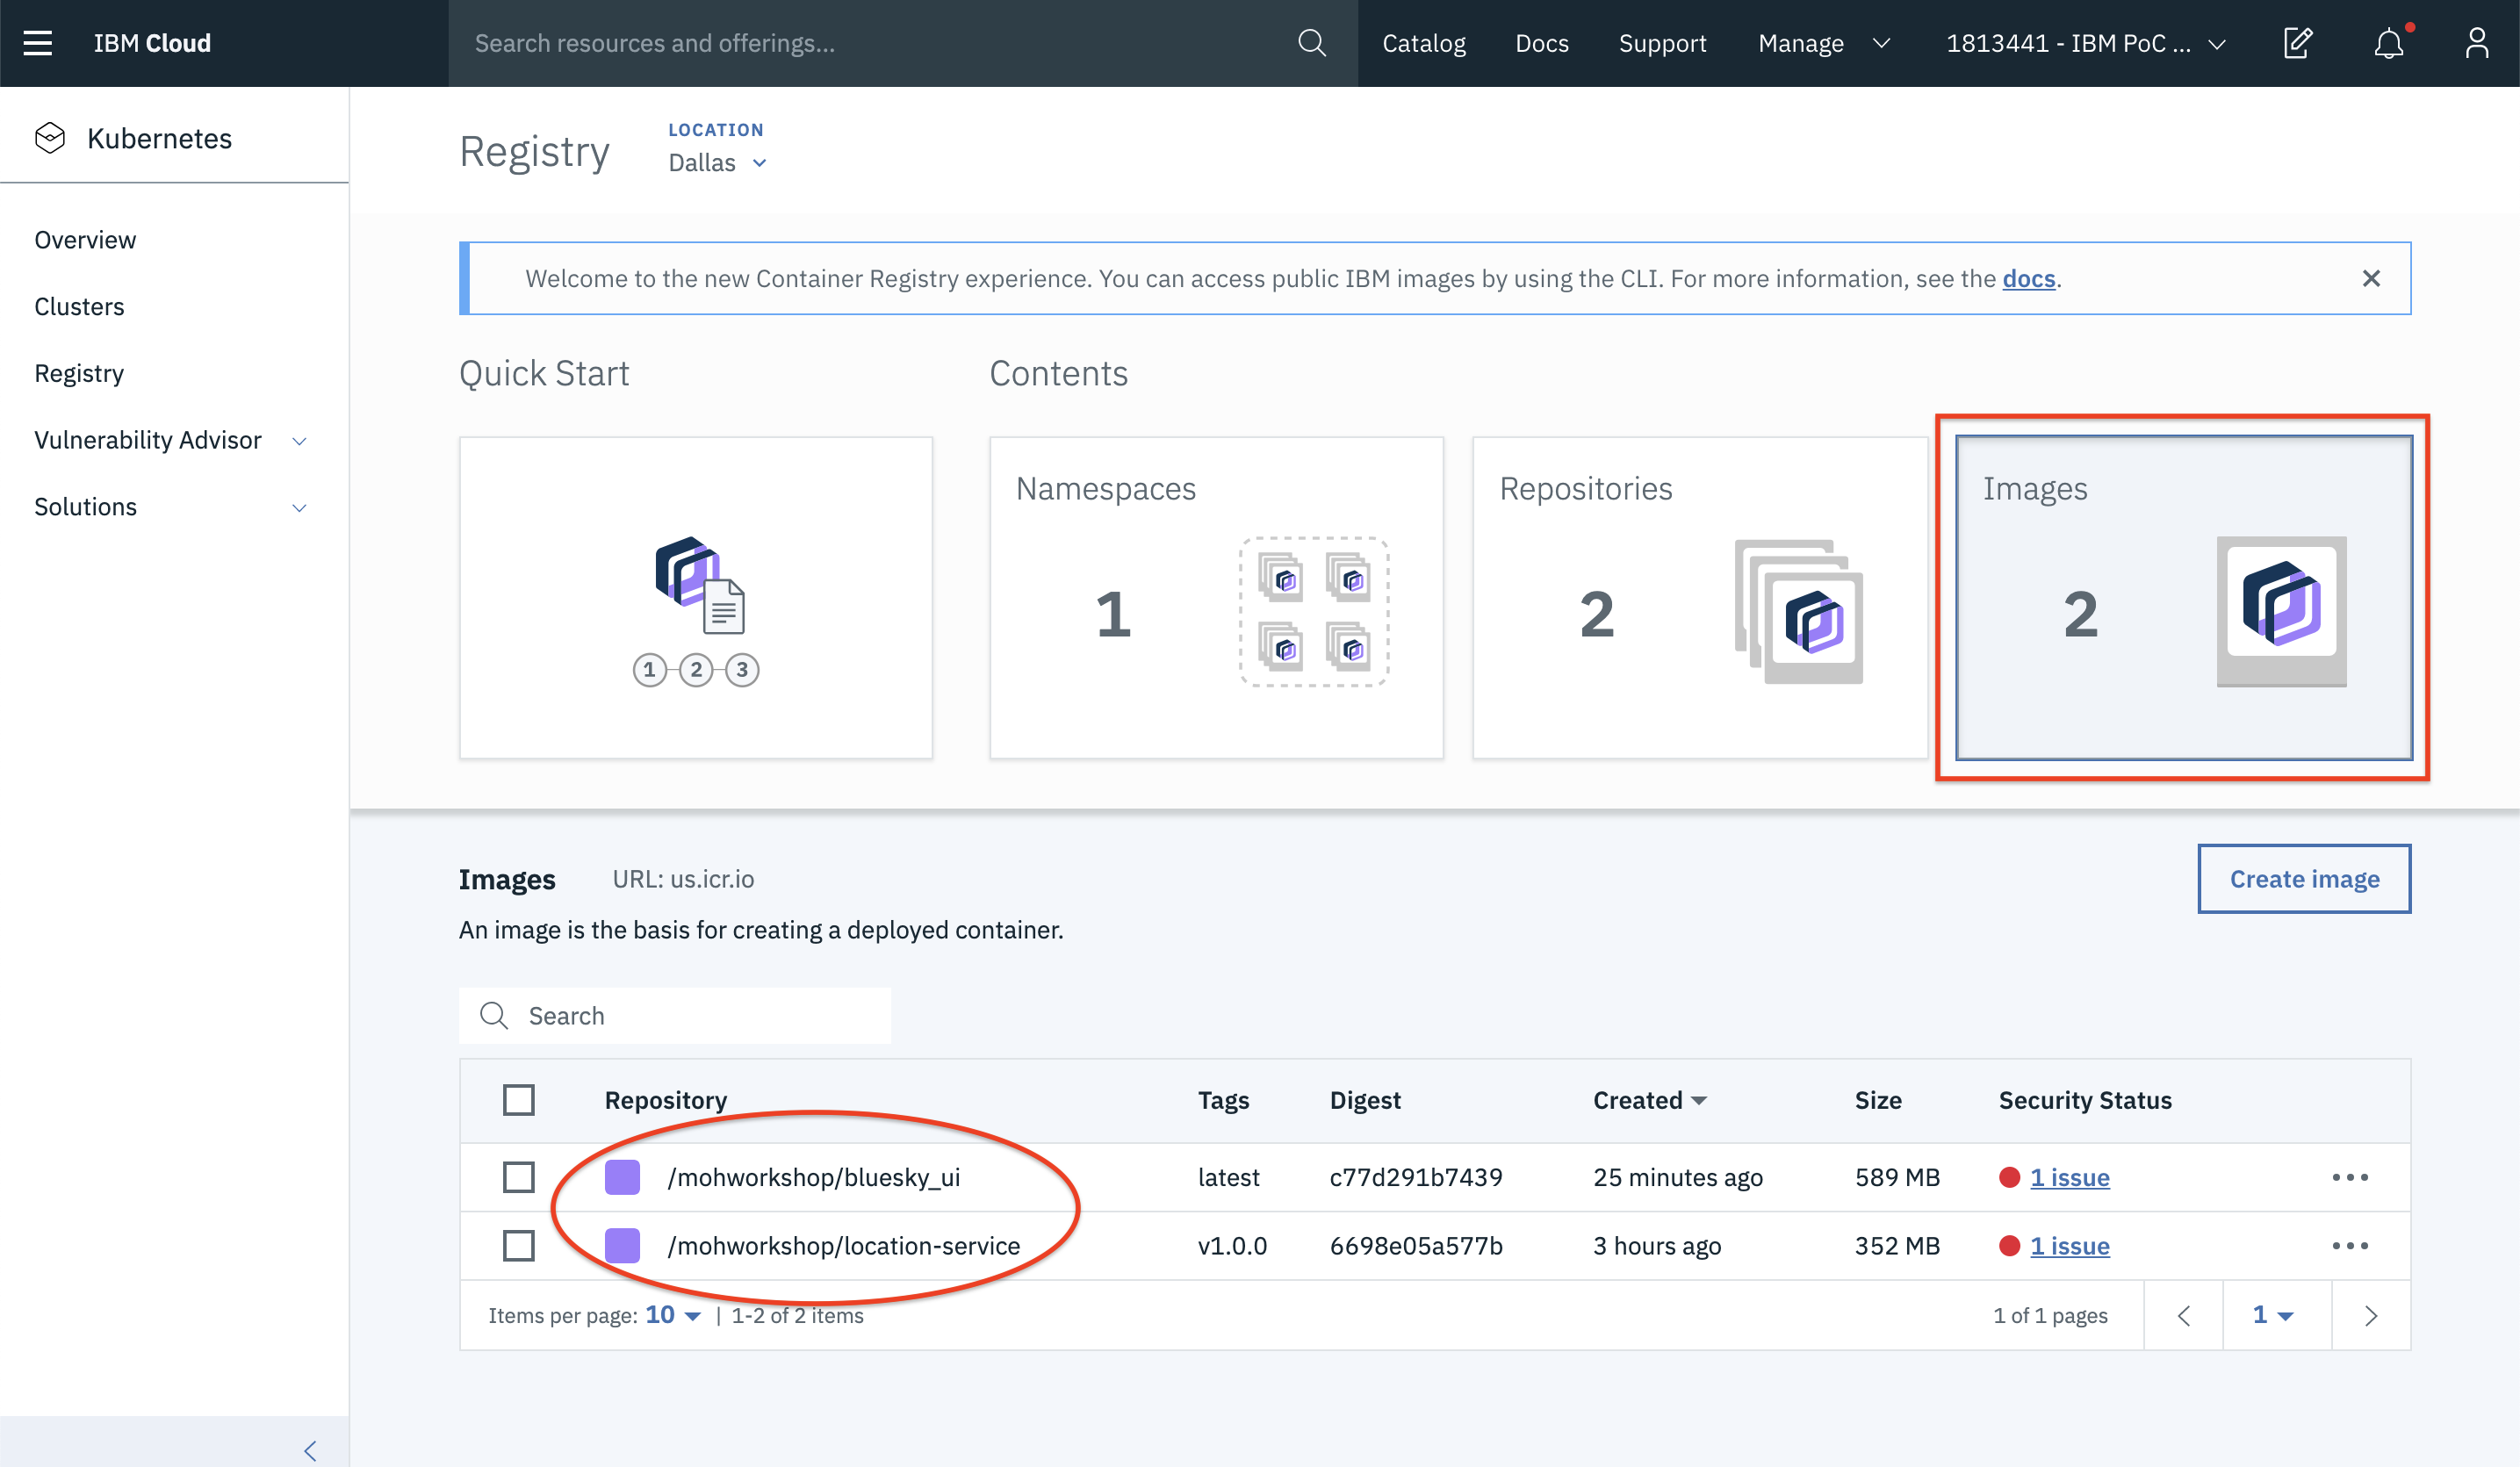 IBM Cloud
Search resources and offerings...
Catalog
Docs
Support
Manage
1813441 - IBM PoC ...
Kubernetes
Overview
Clusters
Registry
Vulnerability Advisor
Solutions
Registry
LOCATION
Dallas
Welcome to the new Container Registry experience. You can access public IBM images by using the CLI. For more information, see the docs.
Quick Start
Contents
1 2 3
Namespaces
1
Repositories
2
Images
2
Images
URL: us.icr.io
Create image
An image is the basis for creating a deployed container.
Search
Repository Tags Digest Created Size Security Status
/mohworkshop/bluesky_ui latest c77d291b7439 25 minutes ago 589 MB 1 issue
/mohworkshop/location-service v1.0.0 6698e05a577b 3 hours ago 352 MB 1 issue
Items per page: 10 | 1-2 of 2 items 1 of 1 pages 1